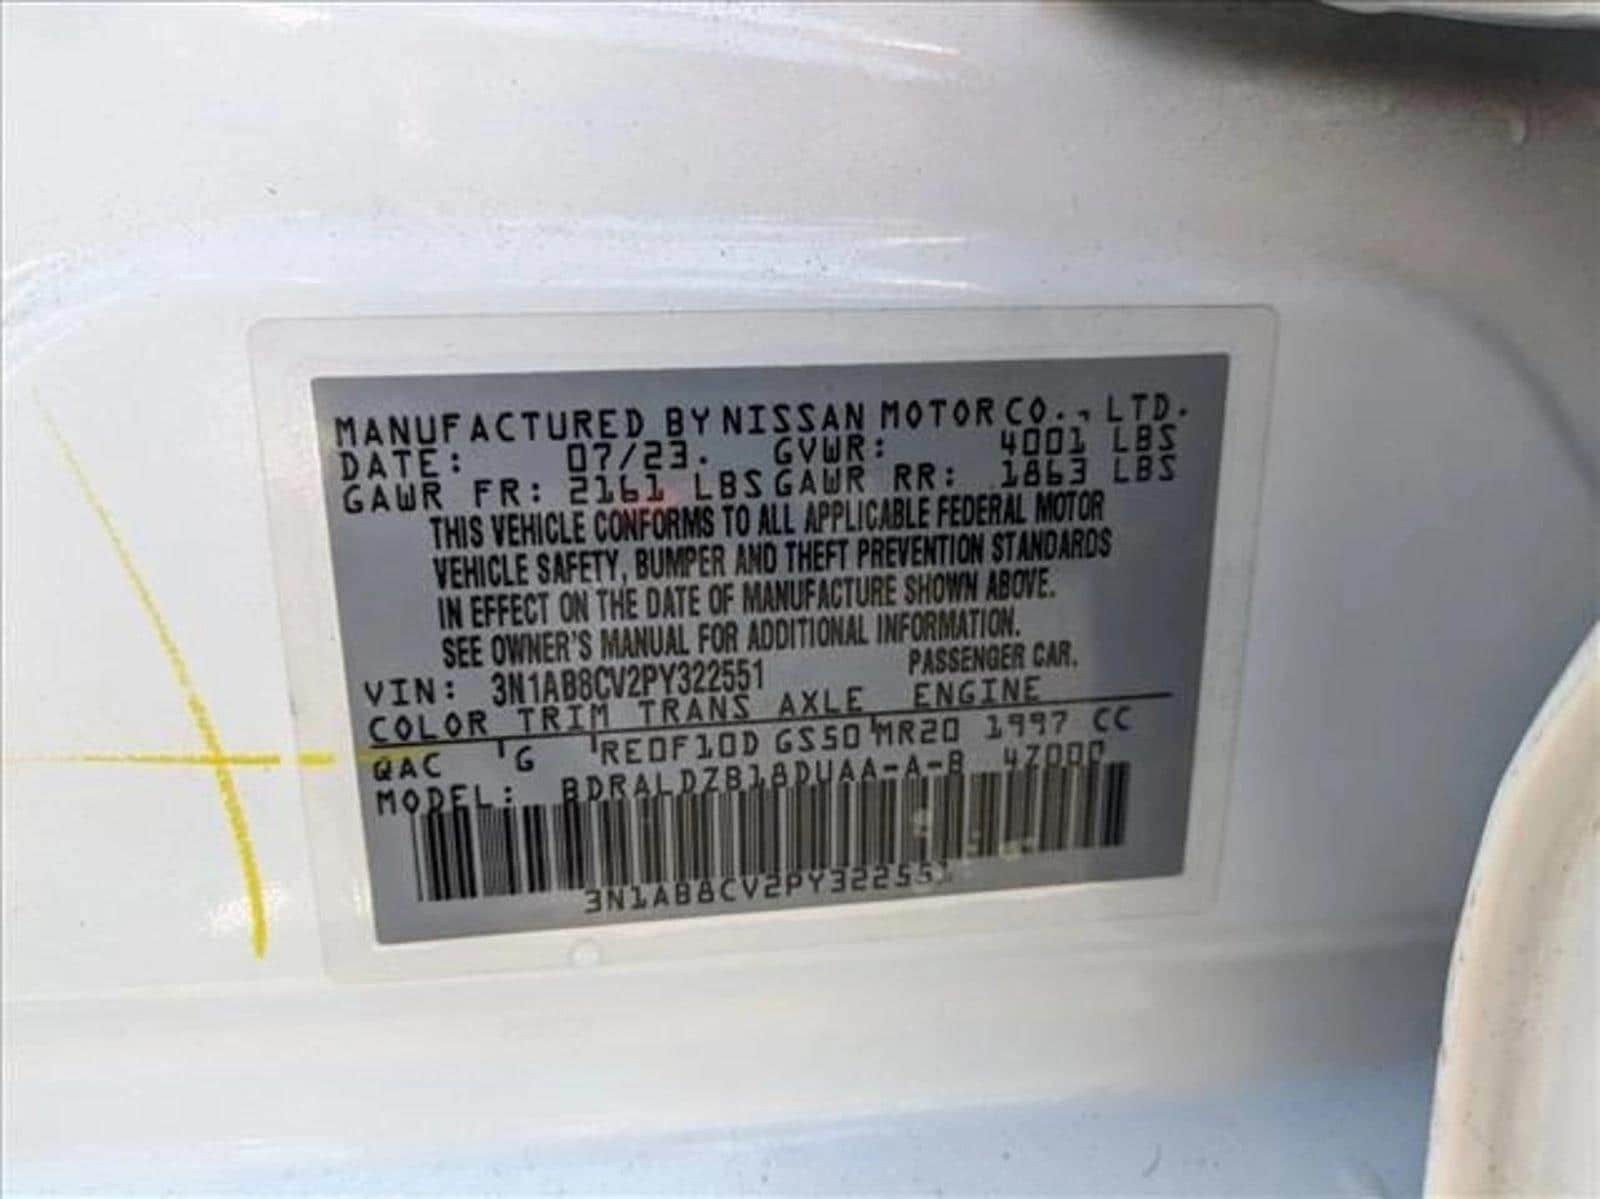 MANUFACTURED BY NISSAN MOTOR CO., LTD.
DATE: 07/23. GVWR: 4001 LBS
GAWR FR: 2161 LBS GAWR RR: 1863 LBS
THIS VEHICLE CONFORMS TO ALL APPLICABLE FEDERAL MOTOR
VEHICLE SAFETY, BUMPER AND THEFT PREVENTION STANDARDS
IN EFFECT ON THE DATE OF MANUFACTURE SHOWN ABOVE.
SEE OWNER'S MANUAL FOR ADDITIONAL INFORMATION.
VIN: 3N1AB8CV2PY322551 PASSENGER CAR.
COLOR TRIM TRANS AXLE ENGINE
QAC G RE0F10D GS50 MR20 1997 CC
MODEL: BDRALDZB18DUAA-A-B 4Z000
3N1AB8CV2PY322551